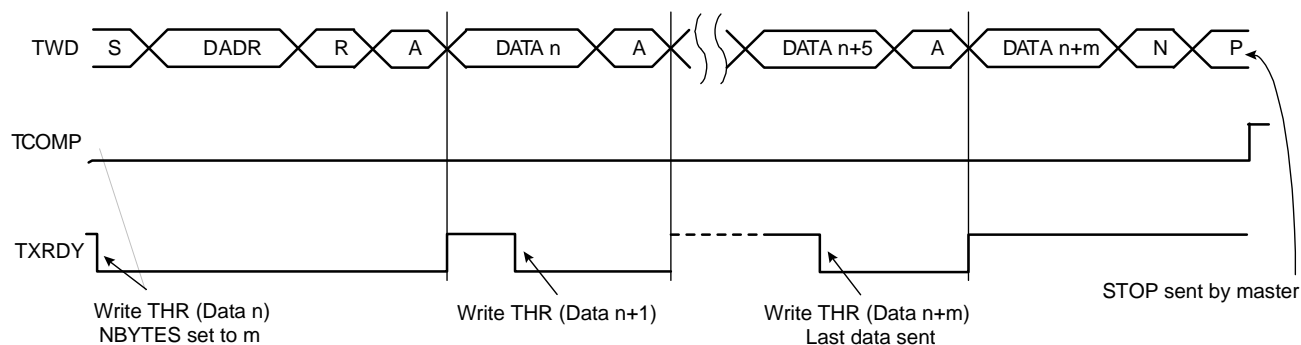 TWD S DADR R A DATA n A DATA n+5 A DATA n+m N P
TCOMP
TXRDY
Write THR (Data n)
NBYTES set to m
Write THR (Data n+1)
Write THR (Data n+m)
Last data sent
STOP sent by master